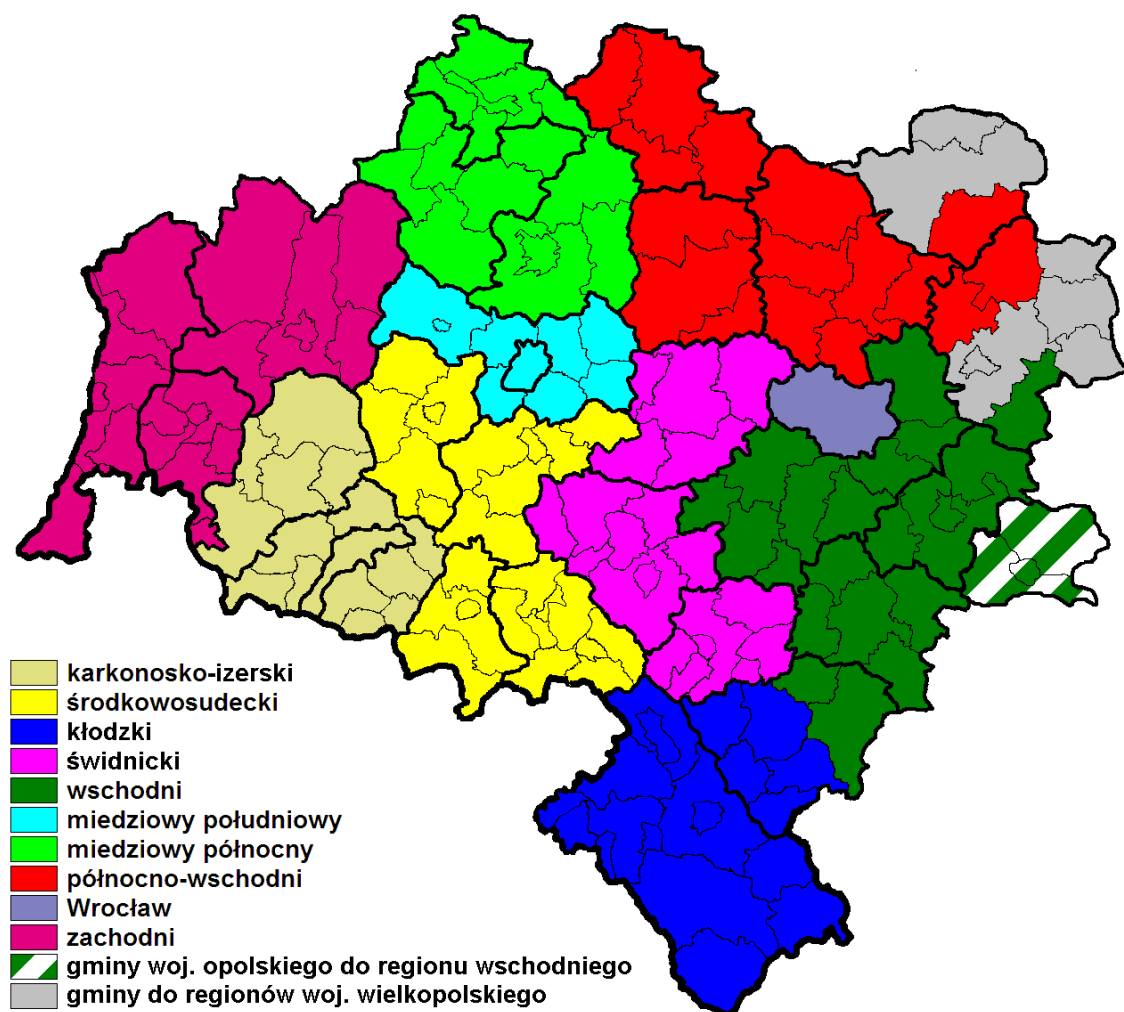 karkonosko-izerski
środkowosudecki
kłodzki
świdnicki
wschodni
miedziowy południowy
miedziowy północny
północno-wschodni
Wrocław
zachodni
gminy woj. opolskiego do regionu wschodniego
gminy do regionów woj. wielkopolskiego